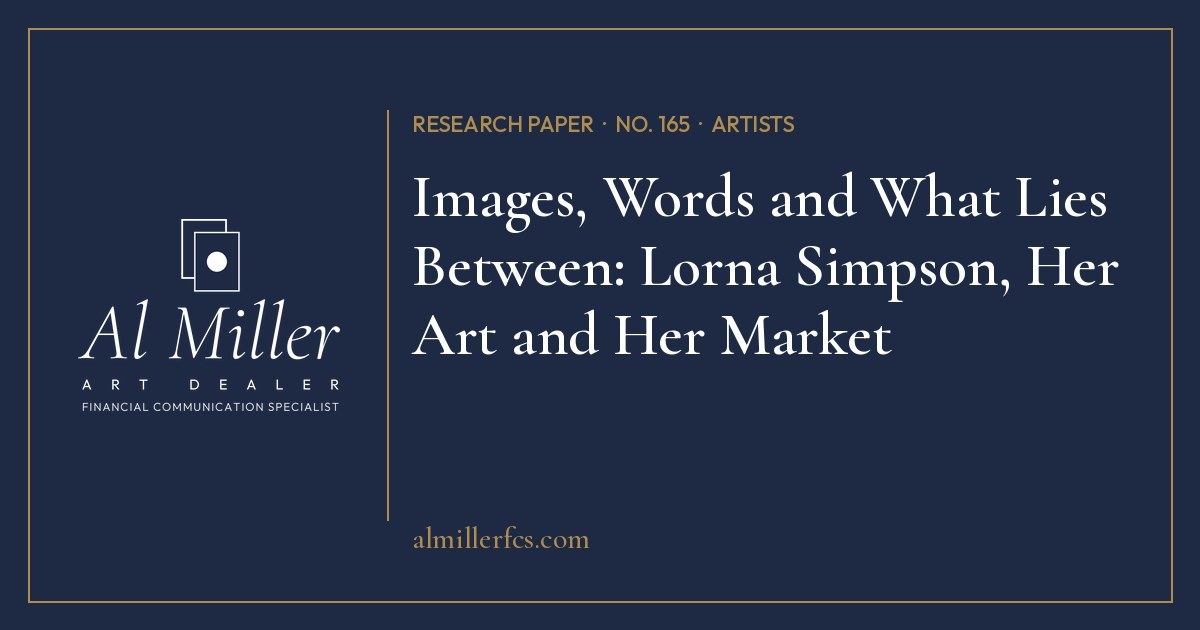 Al Miller
ART DEALER
FINANCIAL COMMUNICATION SPECIALIST
RESEARCH PAPER · NO. 165 · ARTISTS
Images, Words and What Lies
Between: Lorna Simpson, Her
Art and Her Market
almillerfcs.com